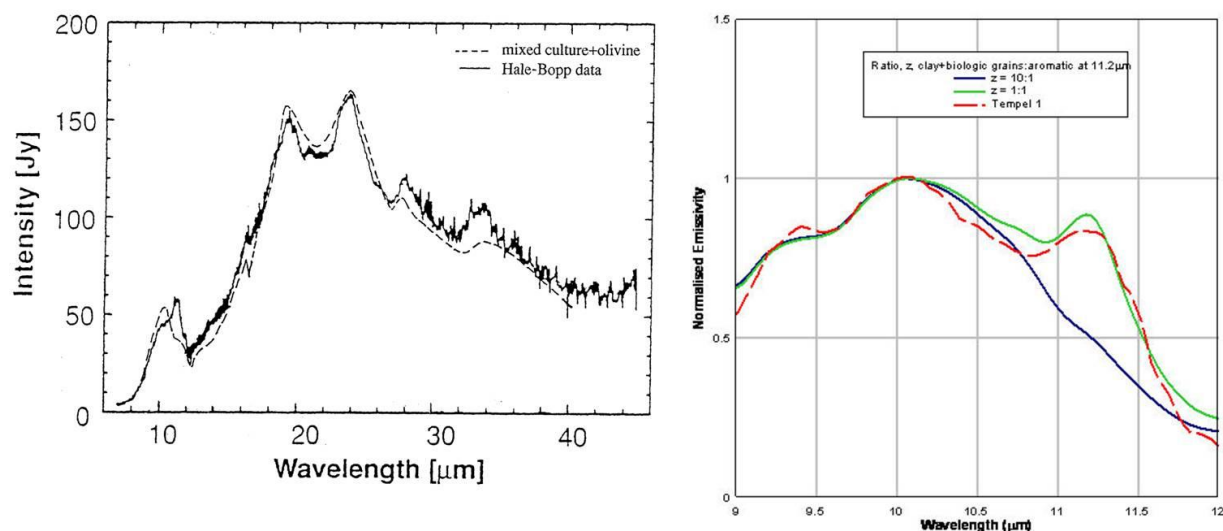 200
150
100
50
0
10 20 30 40
Intensity [Jy]
Wavelength [μm]
mixed culture+olivine
Hale-Bopp data
1.5
1
0.5
0
9 9.5 10 10.5 11 11.5 12
Normalised Emissivity
Wavelength (μm)
Ratio, z, clay+biologic grains:aromatic at 11.2μm
z = 10:1
z = 1:1
Tempel 1